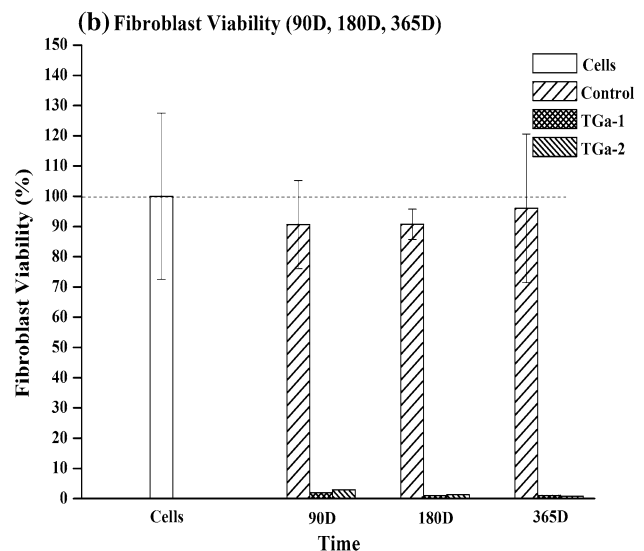 (b) Fibroblast Viability (90D, 180D, 365D)
150
140
130
120
110
100
90
80
70
60
50
40
30
20
10
0
Fibroblast Viability (%)
Cells
Control
TGa-1
TGa-2
Cells
90D
180D
365D
Time